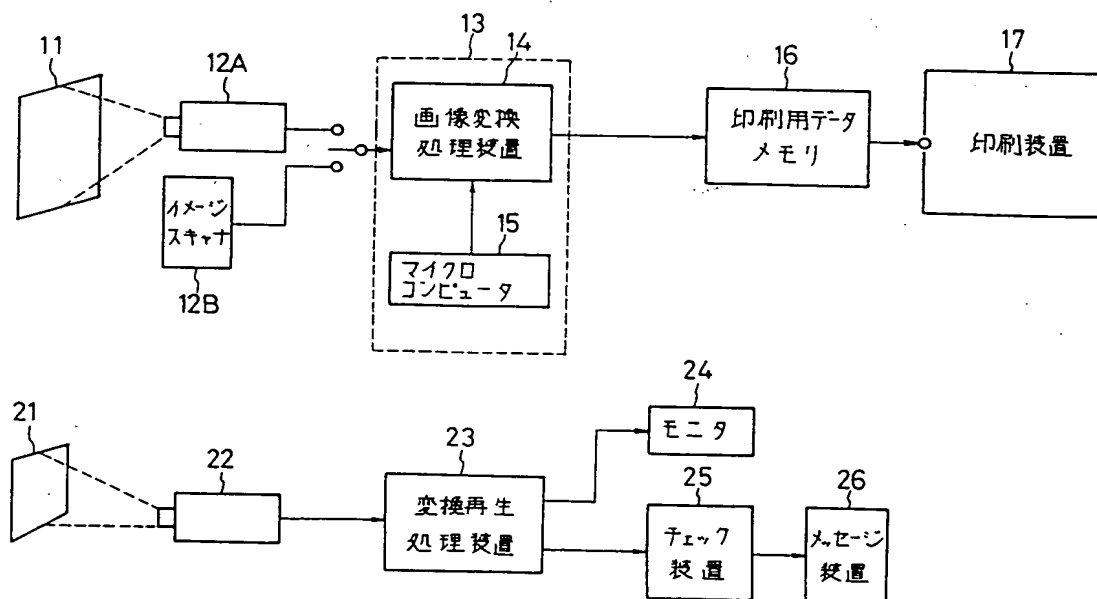 13
11
12A
14
16
17
画像変換
処理装置
印刷用データ
メモリ
印刷装置
イメージ
スキャナ
12B
15
マイクロ
コンピュータ
24
モニタ
21
22
23
変換再生
処理装置
25
チェック
装置
26
メッセージ
装置